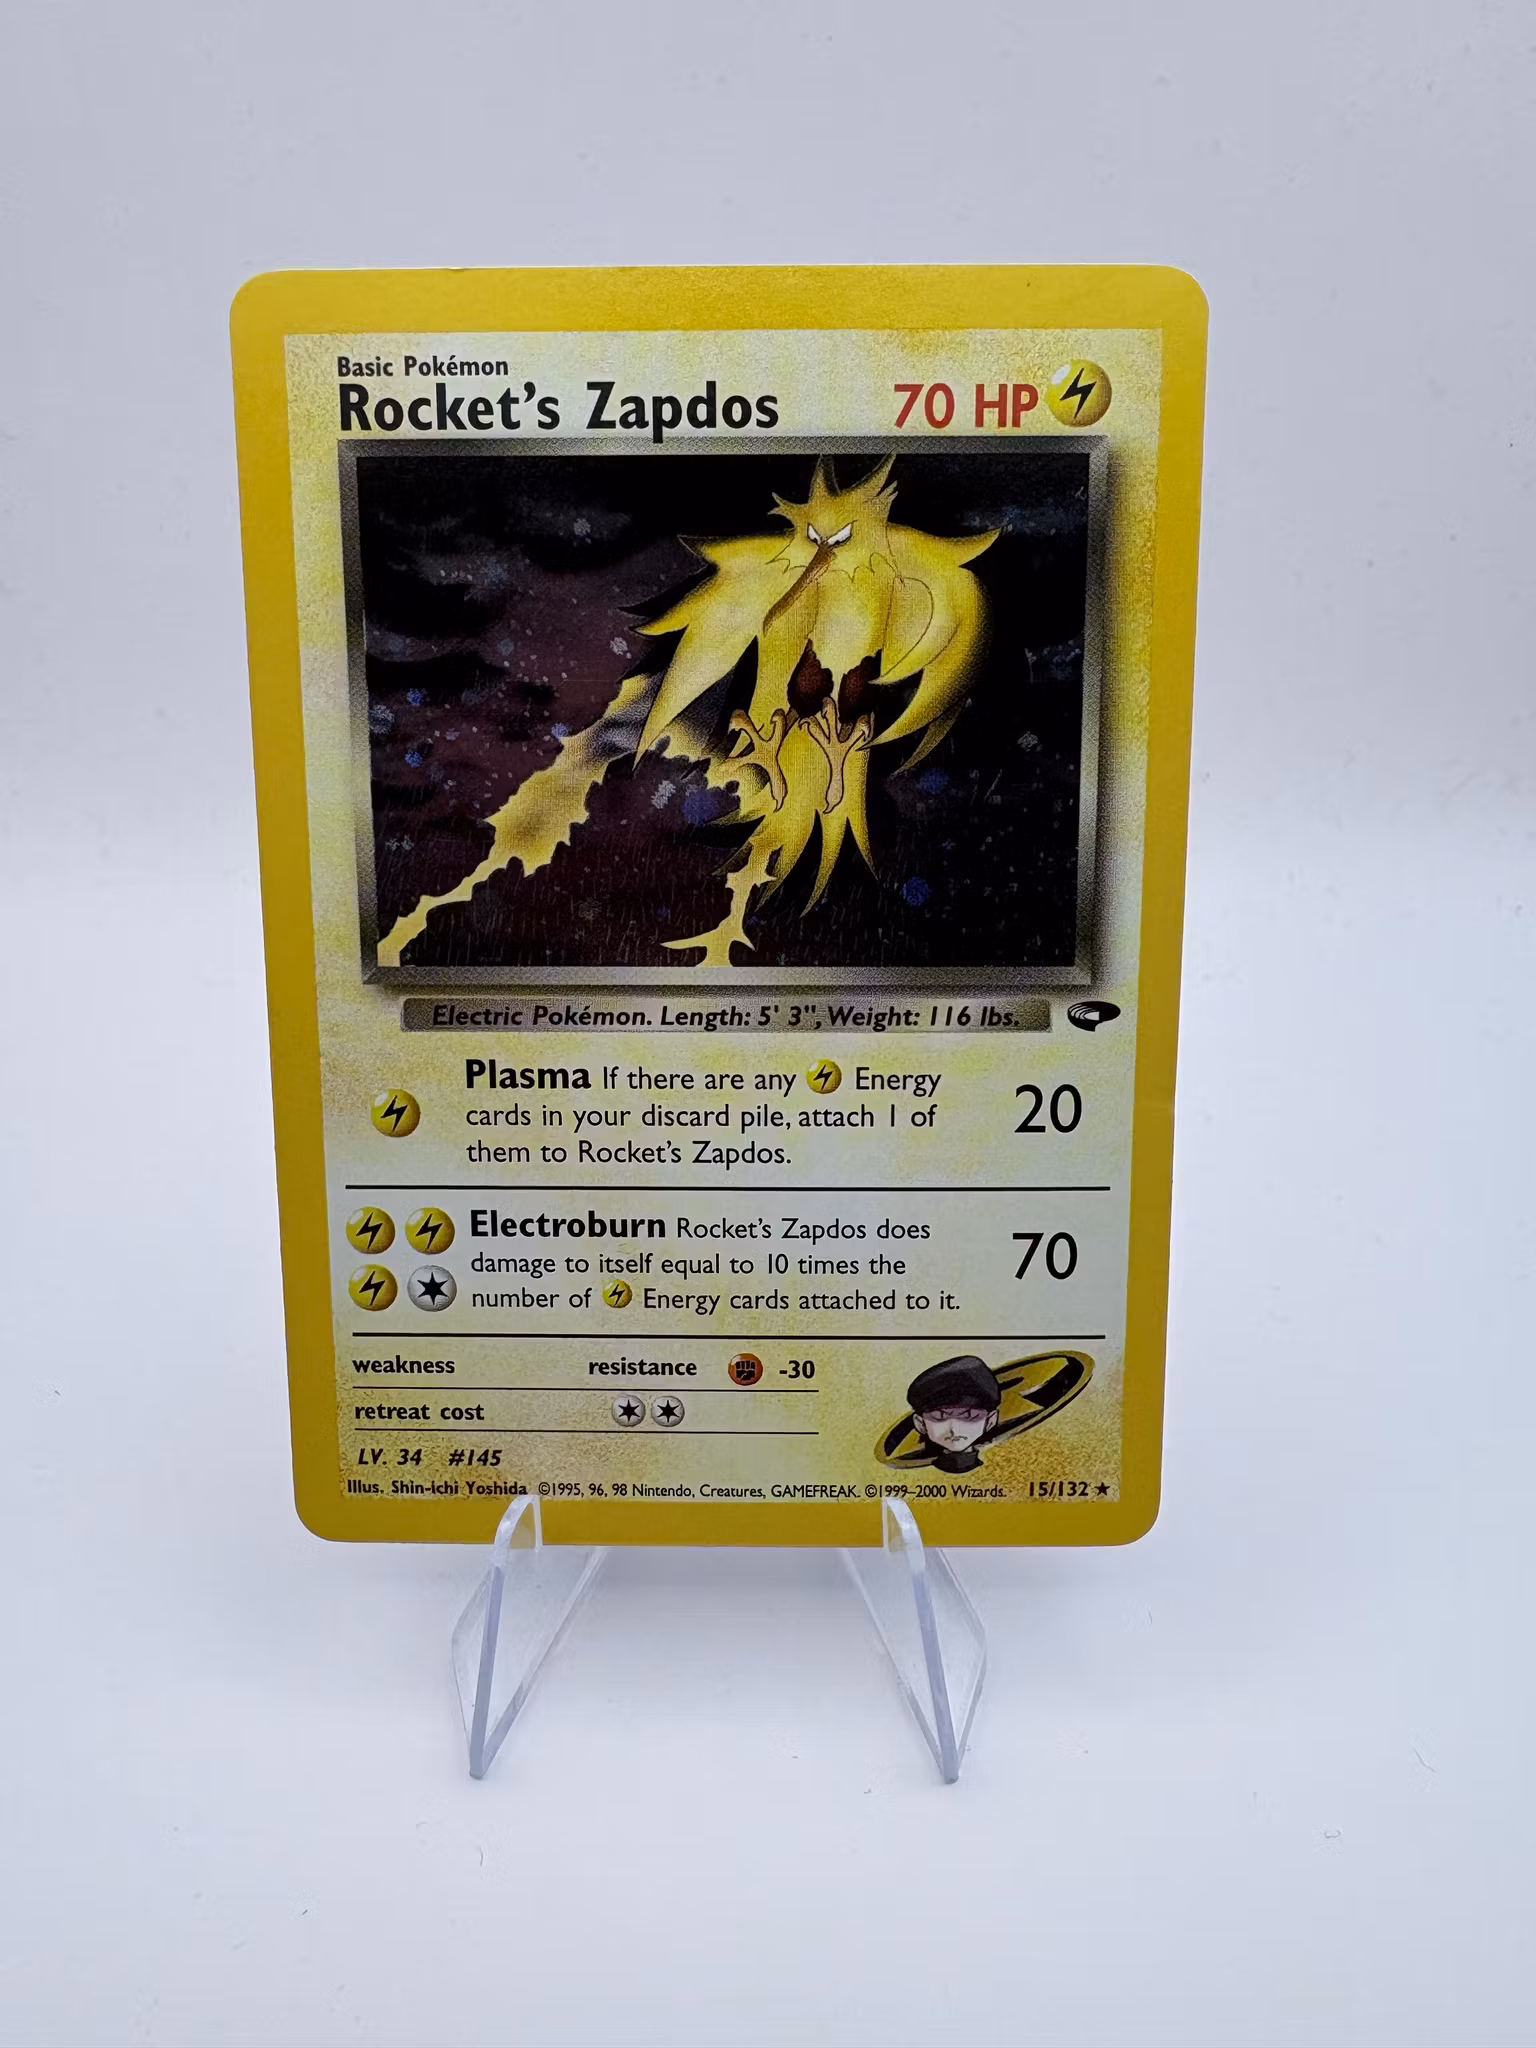 Basic Pokémon
Rocket's Zapdos 70 HP
Electric Pokémon. Length: 5' 3", Weight: 116 lbs.
Plasma If there are any Energy
cards in your discard pile, attach 1 of
them to Rocket's Zapdos.
20
Electroburn Rocket's Zapdos does
damage to itself equal to 10 times the
number of Energy cards attached to it.
70
weakness resistance -30
retreat cost
LV. 34 #145
Illus. Shin-ichi Yoshida ©1995, 96, 98 Nintendo, Creatures, GAMEFREAK. ©1999–2000 Wizards. 15/132 ★